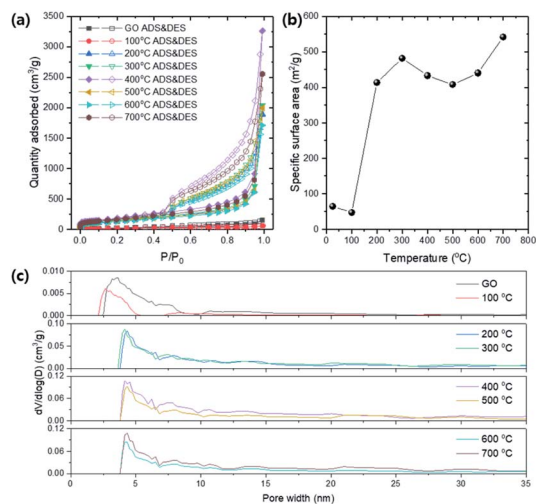 (a)
GO ADS&DES
100°C ADS&DES
200°C ADS&DES
300°C ADS&DES
400°C ADS&DES
500°C ADS&DES
600°C ADS&DES
700°C ADS&DES
Quantity adsorbed (cm³/g)
3500
3000
2500
2000
1500
1000
500
0
0.0 0.2 0.4 0.6 0.8 1.0
P/P₀
(b)
Specific surface area (m²/g)
600
500
400
300
200
100
0
0 100 200 300 400 500 600 700 800
Temperature (°C)
(c)
dV/dlog(D) (cm³/g)
0.010
0.005
0.000
GO
100 °C
0.10
0.05
0.00
200 °C
300 °C
0.12
0.06
0.00
400 °C
500 °C
0.12
0.06
0.00
600 °C
700 °C
0 5 10 15 20 25 30 35
Pore width (nm)